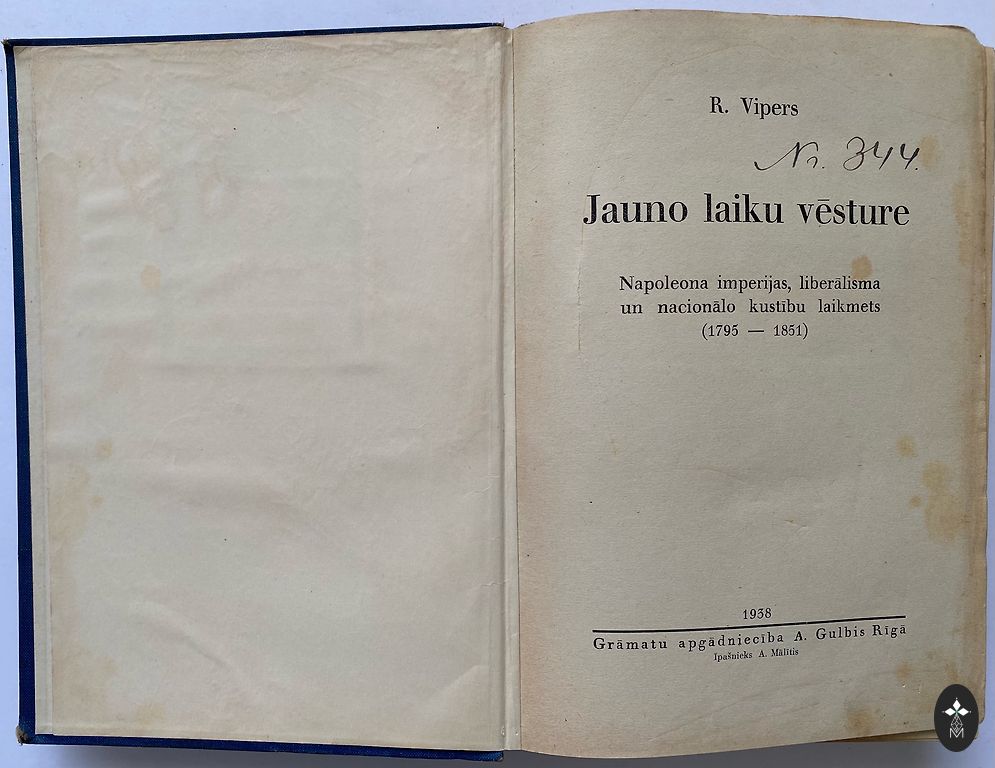 R. Vipers
Nr. 344.
Jauno laiku vēsture
Napoleona imperijas, liberālisma
un nacionālo kustību laikmets
(1795 — 1851)
1938
Grāmatu apgādniecība A. Gulbis Rīgā
Īpašnieks A. Mālītis
M